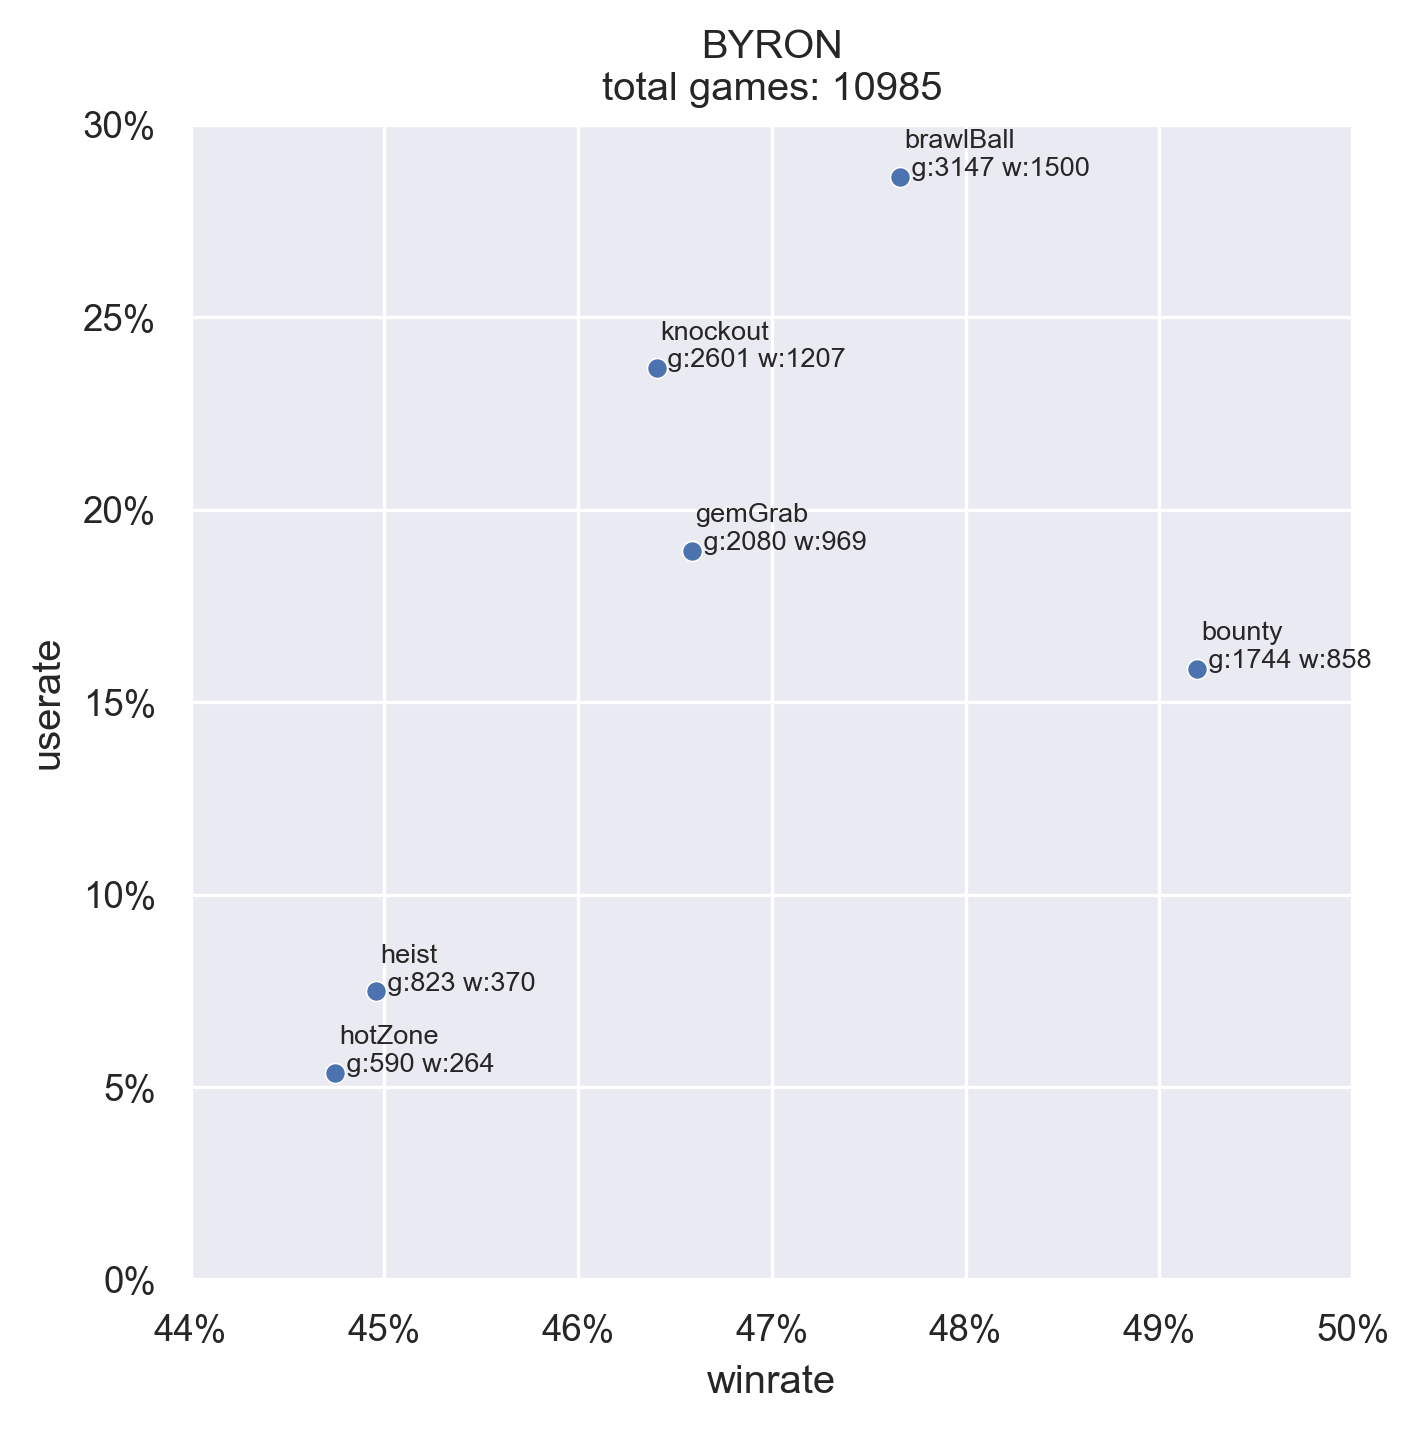 BYRON
total games: 10985
30%
25%
20%
15%
10%
5%
0%
userate
brawlBall
g:3147 w:1500
knockout
g:2601 w:1207
gemGrab
g:2080 w:969
bounty
g:1744 w:858
heist
g:823 w:370
hotZone
g:590 w:264
44% 45% 46% 47% 48% 49% 50%
winrate